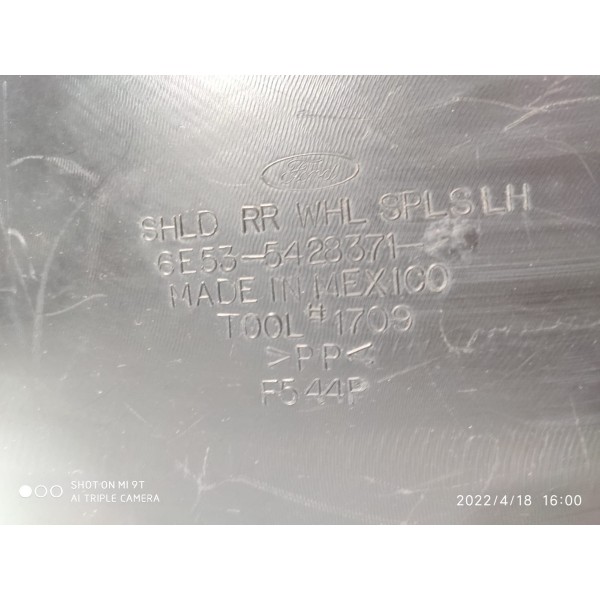 Ford
SHLD RR WHL SPLS LH
6E53-5428371-
MADE IN MEXICO
TOOL #1709
>PP<
F544P
SHOT ON MI 9T
AI TRIPLE CAMERA
2022/4/18 16:00